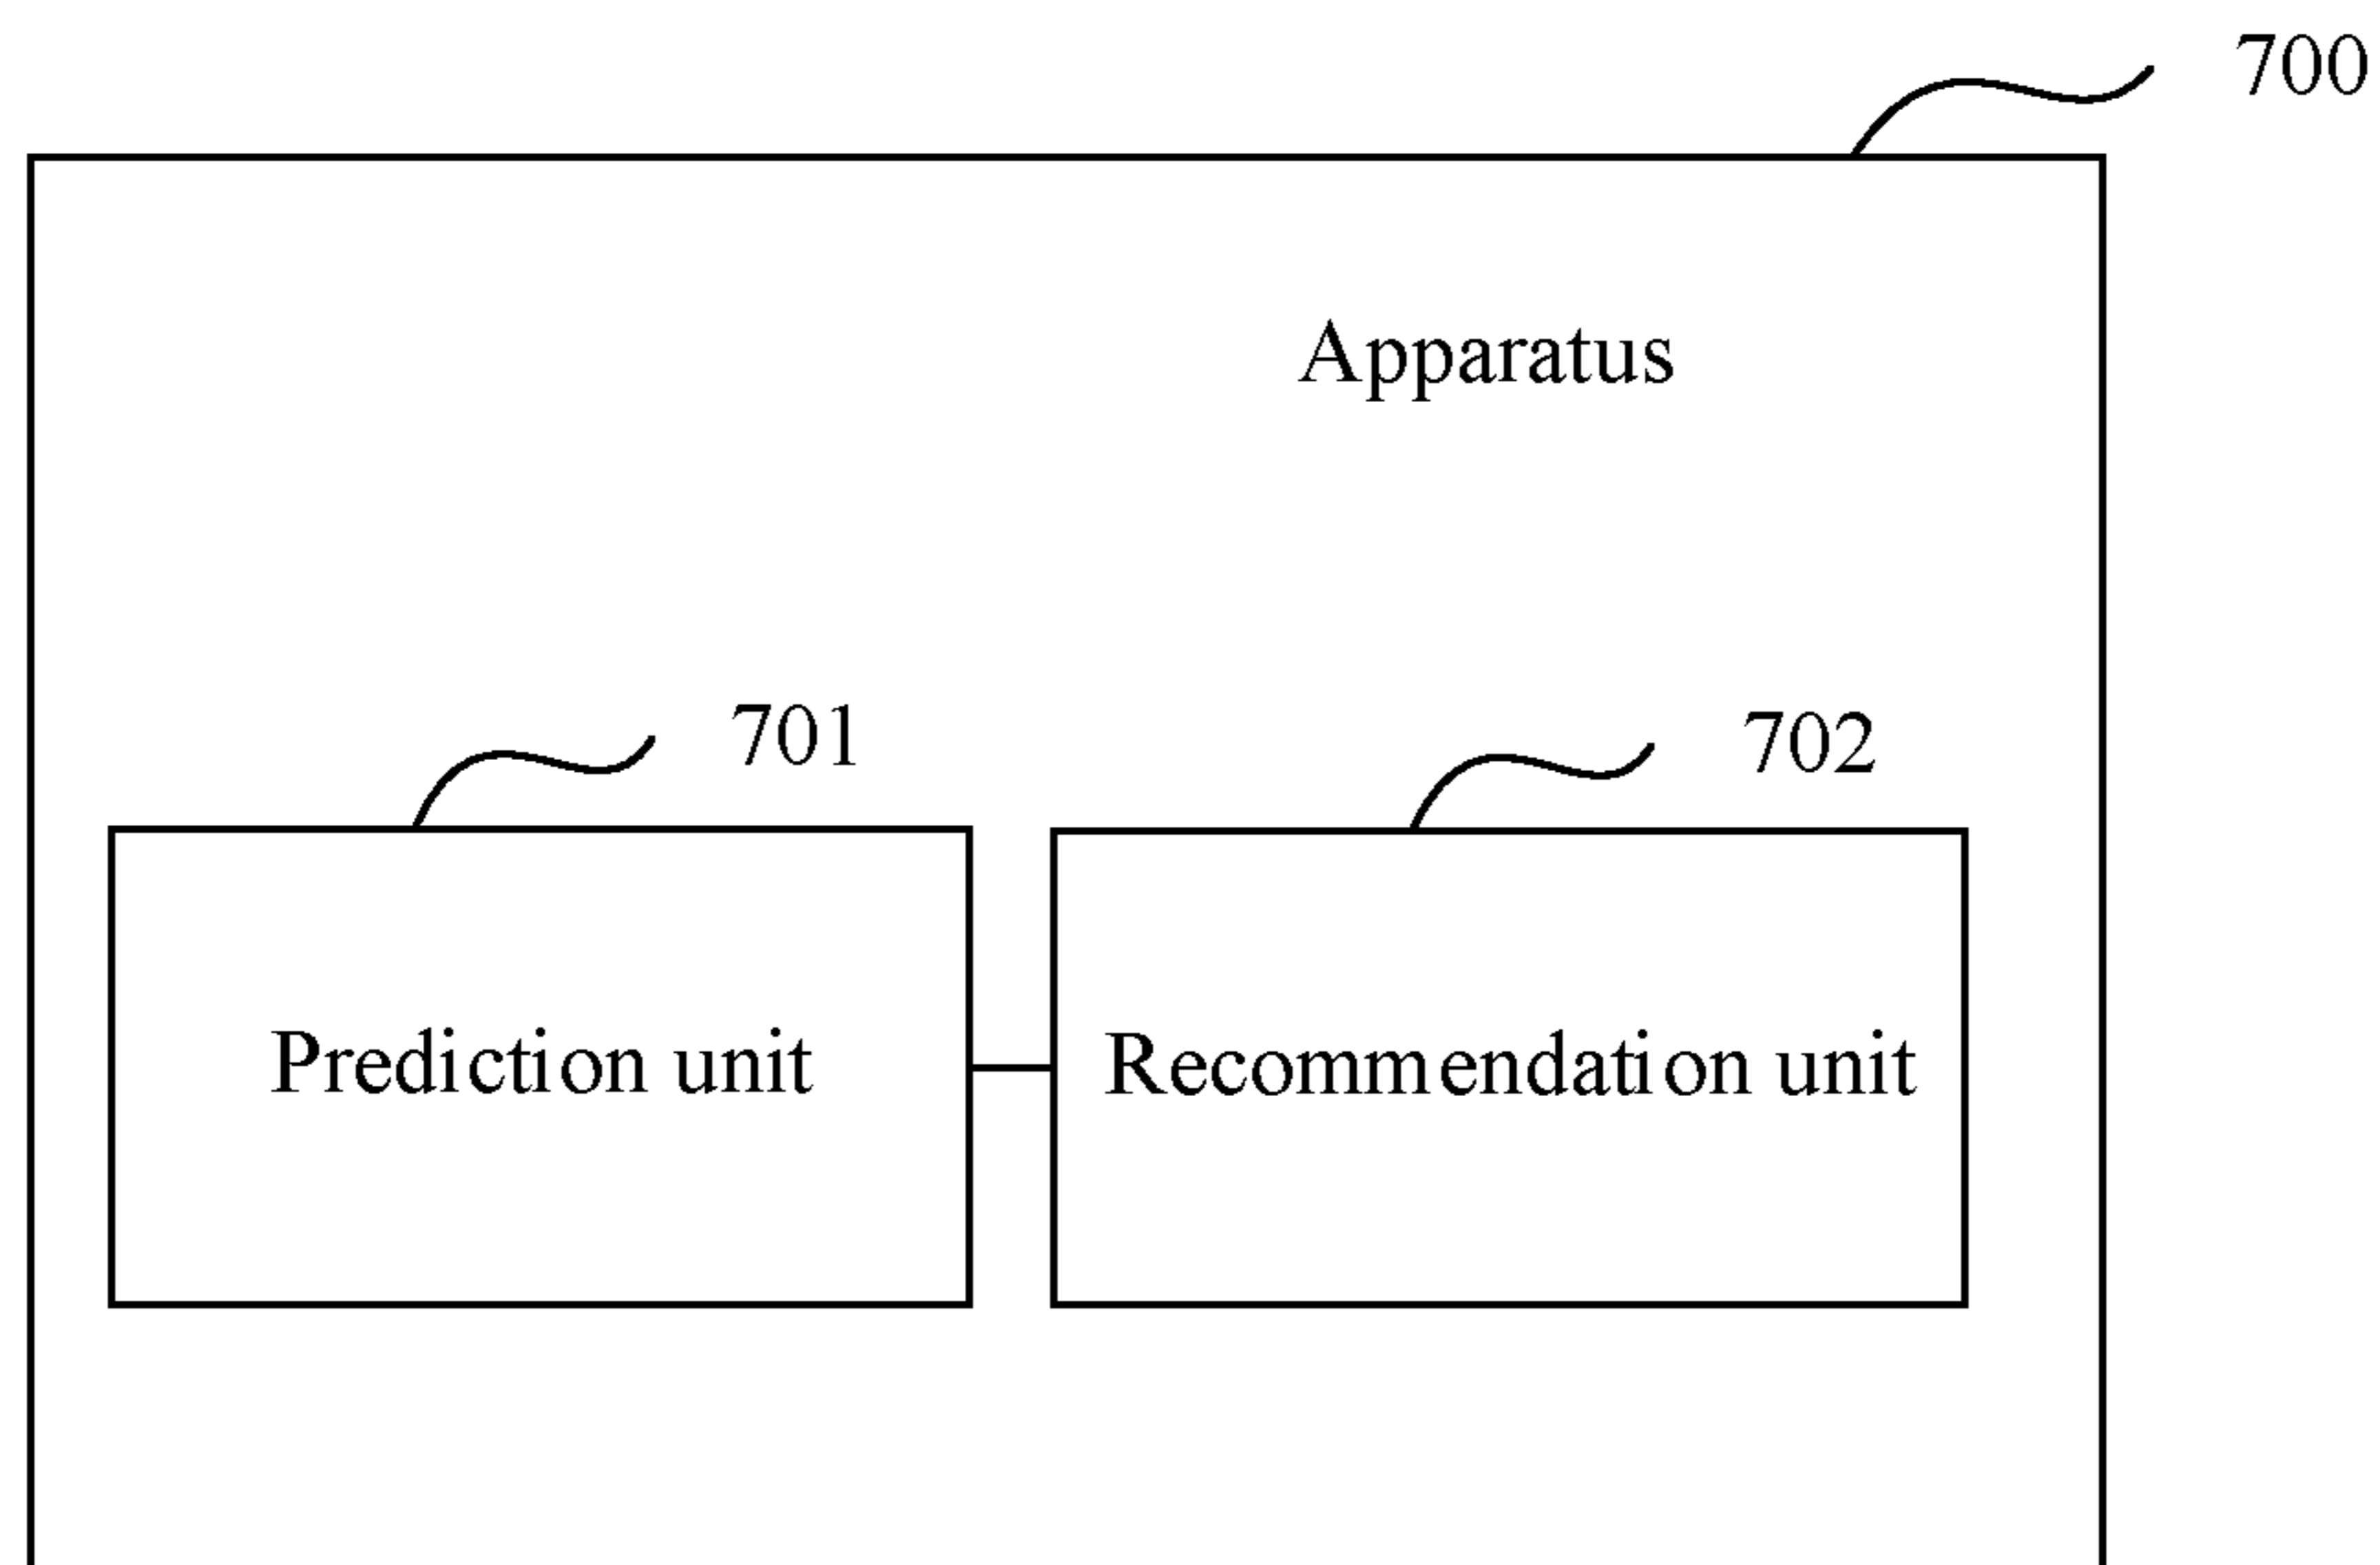 700
Apparatus
701
702
Prediction unit
Recommendation unit